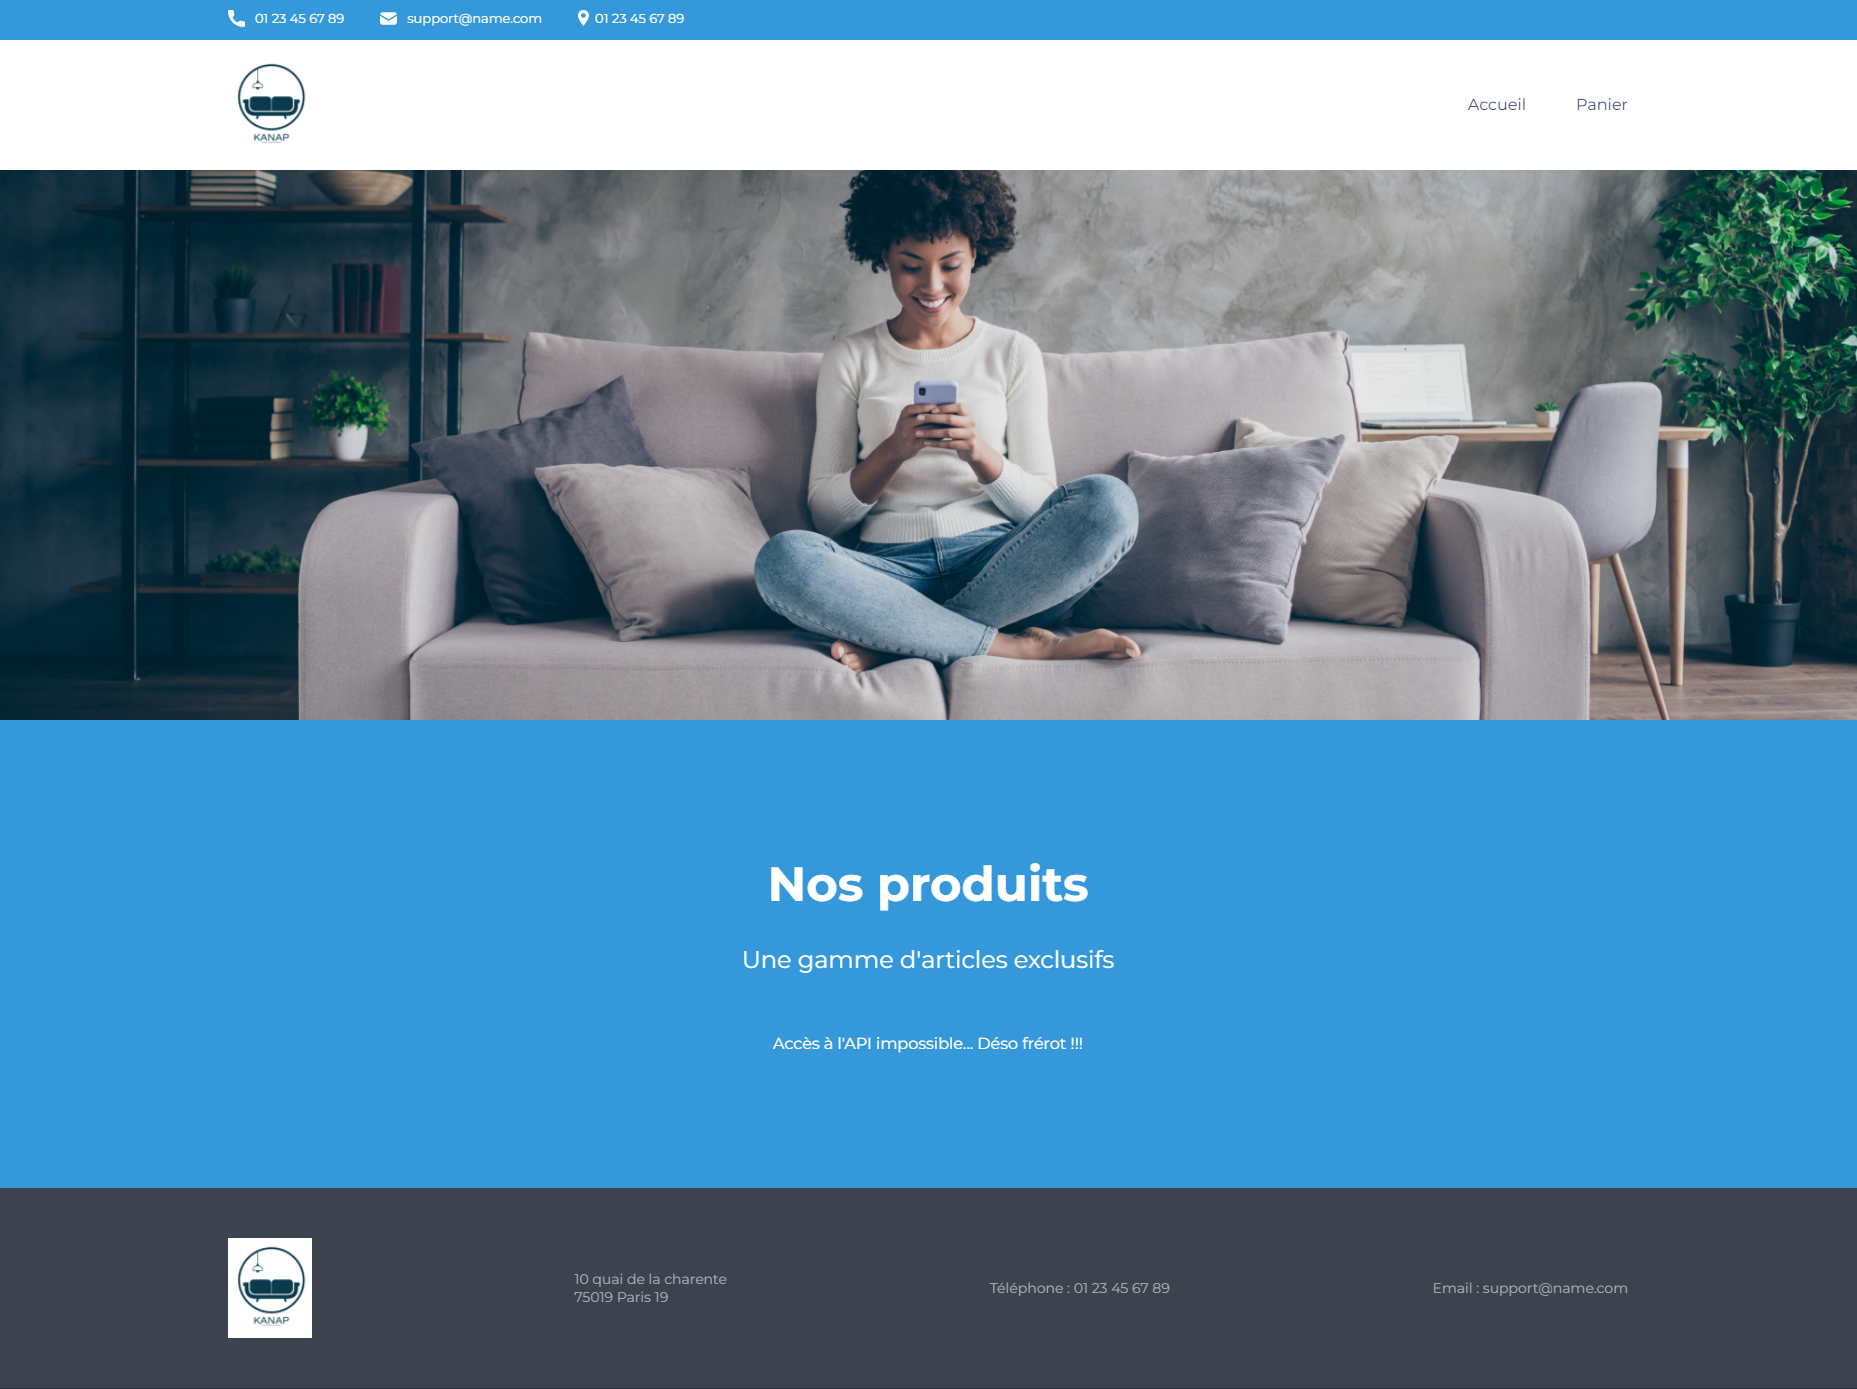 01 23 45 67 89
support@name.com
01 23 45 67 89
KANAP
Accueil
Panier
Nos produits
Une gamme d'articles exclusifs
Accès à l'API impossible... Déso frérot !!!
KANAP
10 quai de la charente
75019 Paris 19
Téléphone : 01 23 45 67 89
Email : support@name.com